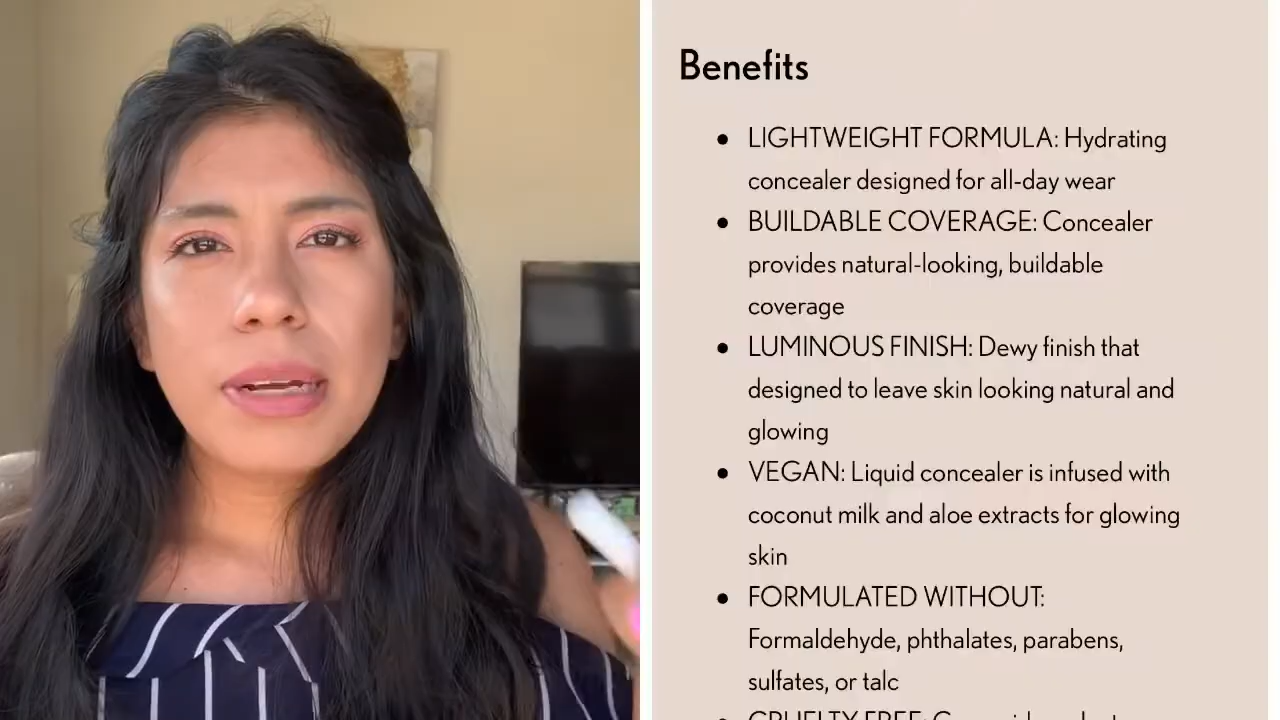 Benefits
• LIGHTWEIGHT FORMULA: Hydrating
concealer designed for all-day wear
• BUILDABLE COVERAGE: Concealer
provides natural-looking, buildable
coverage
• LUMINOUS FINISH: Dewy finish that
designed to leave skin looking natural and
glowing
• VEGAN: Liquid concealer is infused with
coconut milk and aloe extracts for glowing
skin
• FORMULATED WITHOUT:
Formaldehyde, phthalates, parabens,
sulfates, or talc
• CRUELTY FREE: